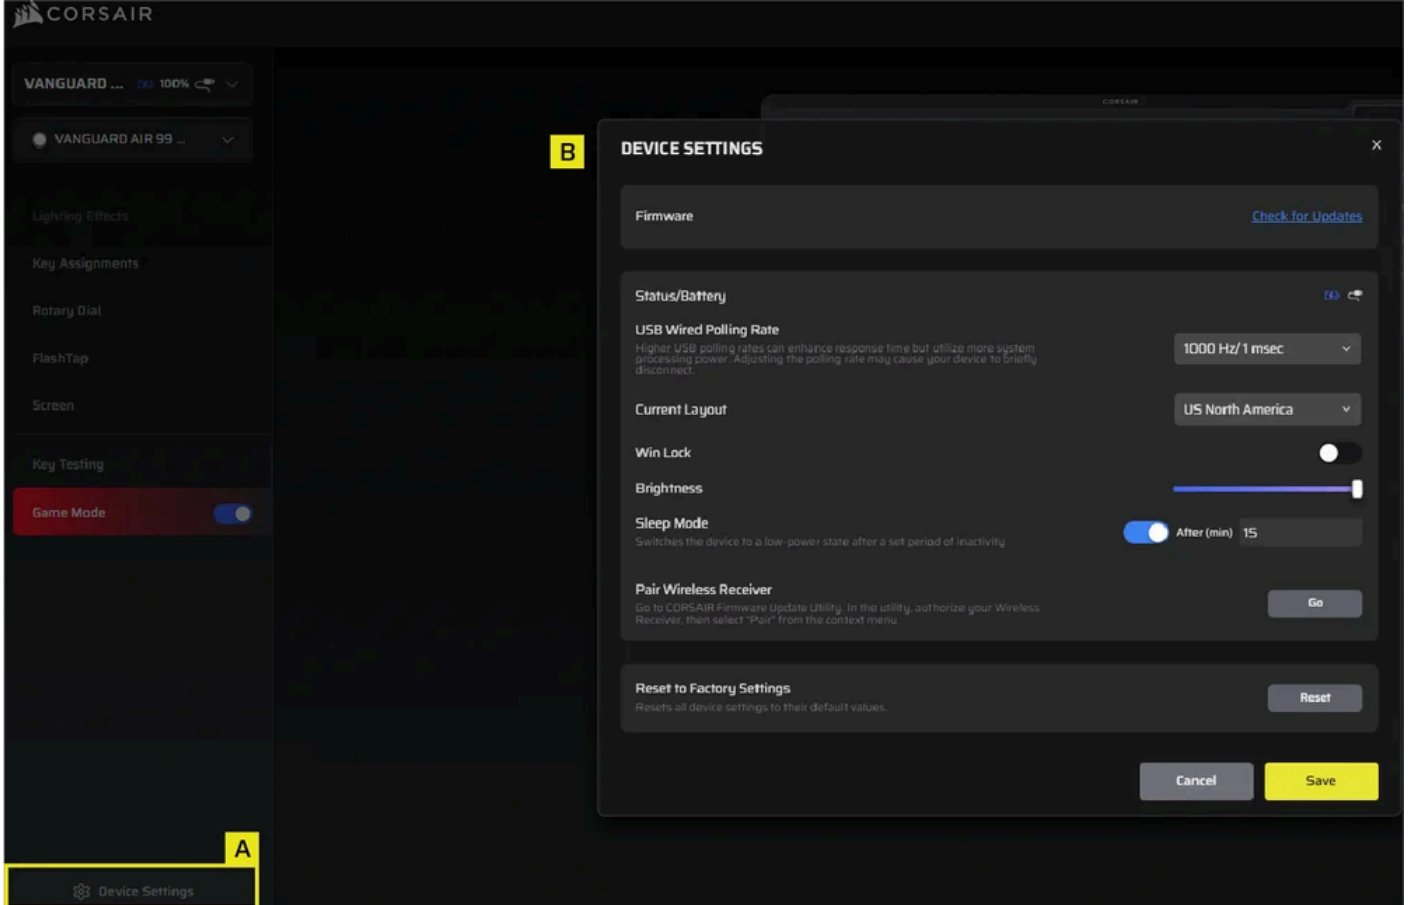 CORSAIR
VANGUARD ... 100%
VANGUARD AIR 99 ...
Lighting Effects
Key Assignments
Rotary Dial
FlashTap
Screen
Key Testing
Game Mode
A
Device Settings
CORSAIR
B
DEVICE SETTINGS
Firmware
Check for Updates
Status/Battery
USB Wired Polling Rate
Higher USB polling rates can enhance response time but utilize more system
processing power. Adjusting the polling rate may cause your device to briefly
disconnect.
1000 Hz/1 msec
Current Layout
US North America
Win Lock
Brightness
Sleep Mode
Switches the device to a low-power state after a set period of inactivity
After (min) 15
Pair Wireless Receiver
Go to CORSAIR Firmware Update Utility. In the utility, authorize your Wireless
Receiver, then select "Pair" from the context menu.
Go
Reset to Factory Settings
Resets all device settings to their default values.
Reset
Cancel
Save